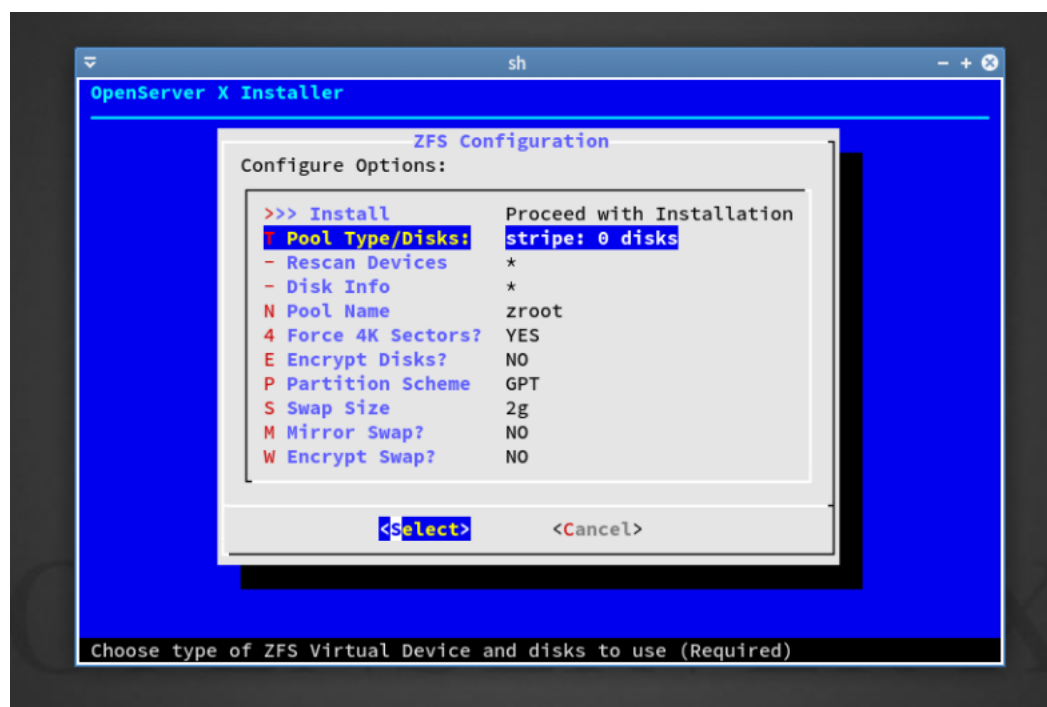 sh
OpenServer X Installer
ZFS Configuration
Configure Options:
>>> Install Proceed with Installation
T Pool Type/Disks: stripe: 0 disks
- Rescan Devices *
- Disk Info *
N Pool Name zroot
4 Force 4K Sectors? YES
E Encrypt Disks? NO
P Partition Scheme GPT
S Swap Size 2g
M Mirror Swap? NO
W Encrypt Swap? NO
<Select> <Cancel>
Choose type of ZFS Virtual Device and disks to use (Required)